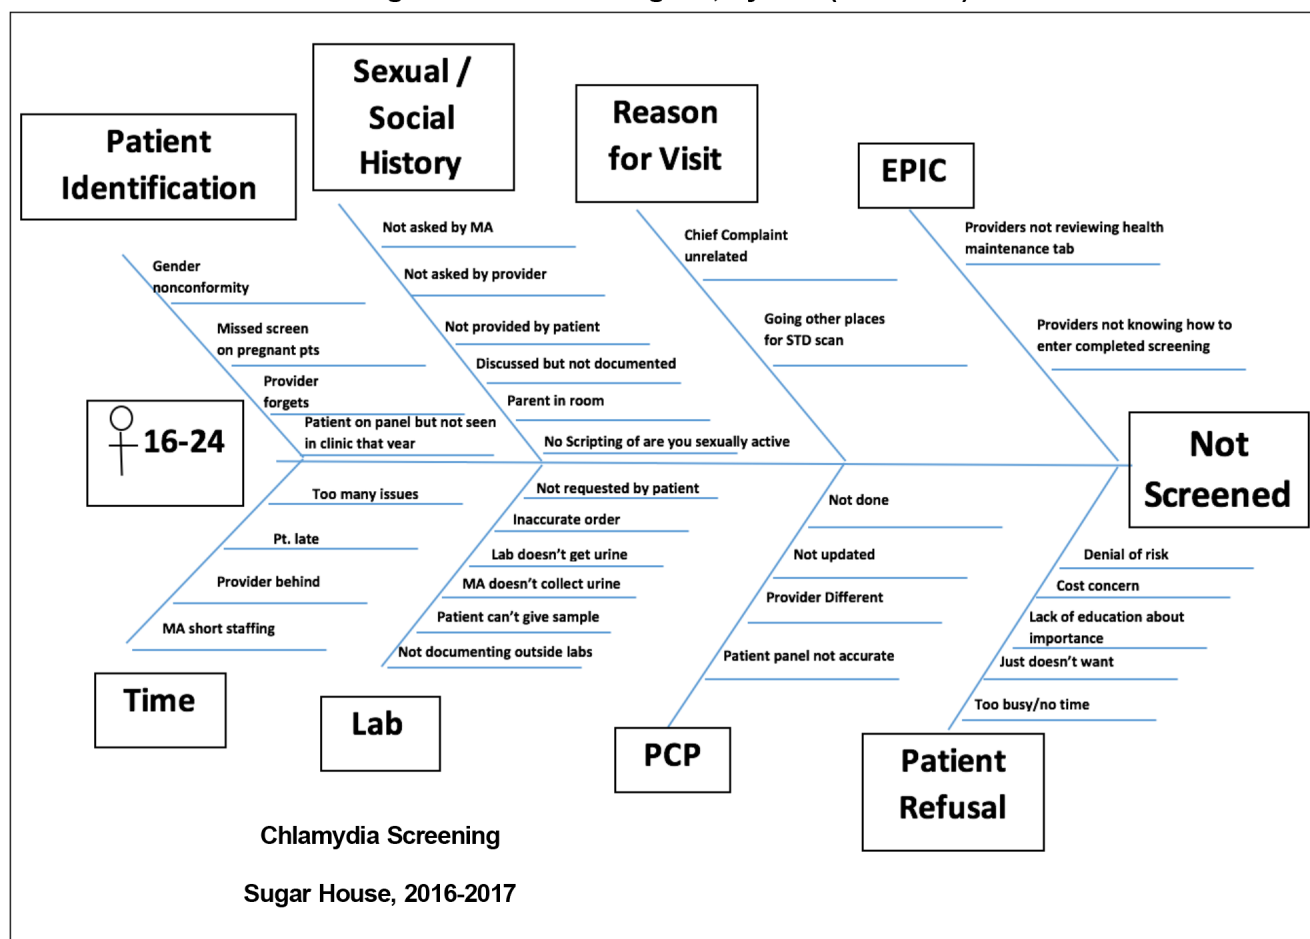 Sexual /
Social
History
Reason
for Visit
Patient
Identification
EPIC
Not asked by MA
Not asked by provider
Not provided by patient
Discussed but not documented
Parent in room
No Scripting of are you sexually active
Chief Complaint
unrelated
Going other places
for STD scan
Providers not reviewing health
maintenance tab
Providers not knowing how to
enter completed screening
Gender
nonconformity
Missed screen
on pregnant pts
Provider
forgets
Patient on panel but not seen
in clinic that year
16-24
Not
Screened
Too many issues
Pt. late
Provider behind
MA short staffing
Time
Not requested by patient
Inaccurate order
Lab doesn't get urine
MA doesn't collect urine
Patient can't give sample
Not documenting outside labs
Lab
Not done
Not updated
Provider Different
Patient panel not accurate
PCP
Denial of risk
Cost concern
Lack of education about
importance
Just doesn't want
Too busy/no time
Patient
Refusal
Chlamydia Screening
Sugar House, 2016-2017